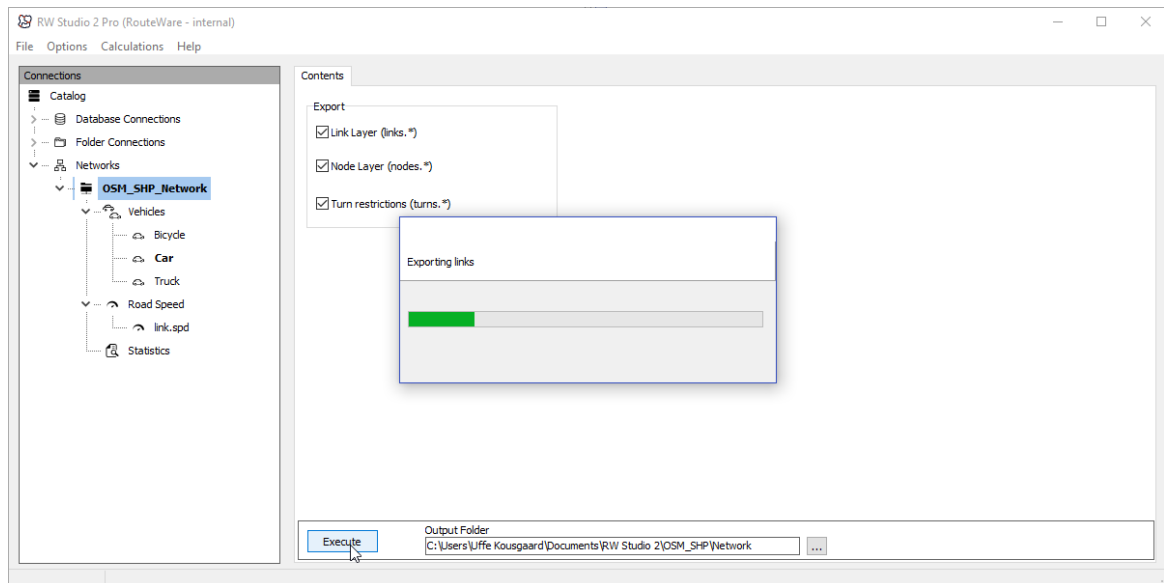 RW Studio 2 Pro (RouteWare - internal)
File Options Calculations Help
Connections
Catalog
Database Connections
Folder Connections
Networks
OSM_SHP_Network
Vehicles
Bicycle
Car
Truck
Road Speed
link.spd
Statistics
Contents
Export
Link Layer (links.*)
Node Layer (nodes.*)
Turn restrictions (turns.*)
Exporting links
Execute
Output Folder
C:\Users\Uffe Kousgaard\Documents\RW Studio 2\OSM_SHP\Network
...